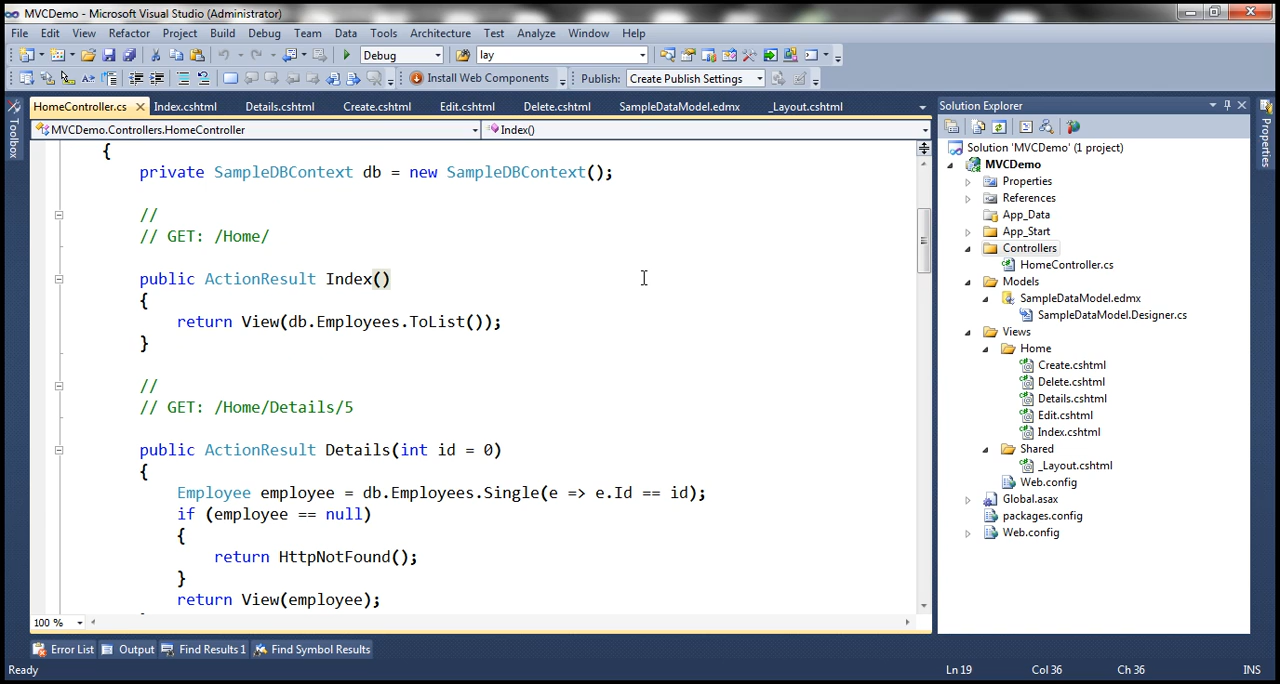 MVCDemo - Microsoft Visual Studio (Administrator)
File Edit View Refactor Project Build Debug Team Data Tools Architecture Test Analyze Window Help
Debug lay
Install Web Components Publish: Create Publish Settings
HomeController.cs Index.cshtml Details.cshtml Create.cshtml Edit.cshtml Delete.cshtml SampleDataModel.edmx _Layout.cshtml
MVCDemo.Controllers.HomeController Index()
Toolbox
{
private SampleDBContext db = new SampleDBContext();
//
// GET: /Home/
public ActionResult Index()
{
return View(db.Employees.ToList());
}
//
// GET: /Home/Details/5
public ActionResult Details(int id = 0)
{
Employee employee = db.Employees.Single(e => e.Id == id);
if (employee == null)
{
return HttpNotFound();
}
return View(employee);
100 %
Solution Explorer
Solution 'MVCDemo' (1 project)
MVCDemo
Properties
References
App_Data
App_Start
Controllers
HomeController.cs
Models
SampleDataModel.edmx
SampleDataModel.Designer.cs
Views
Home
Create.cshtml
Delete.cshtml
Details.cshtml
Edit.cshtml
Index.cshtml
Shared
_Layout.cshtml
Web.config
Global.asax
packages.config
Web.config
Properties
Error List Output Find Results 1 Find Symbol Results
Ready Ln 19 Col 36 Ch 36 INS